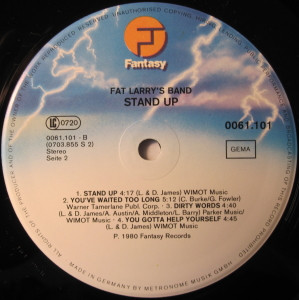 UNAUTHORISED COPYING
Fantasy
FAT LARRY'S BAND
STAND UP
LC 0720
0061.101 - B
(0703.855 S 2)
Stereo
Seite 2
0061.101
GEMA
1. STAND UP 4:17 (L. & D. James) WIMOT Music
2. YOU'VE WAITED TOO LONG 5:12 (C. Burke/G. Fowler)
Warner Tamerlane Publ. Corp. · 3. DIRTY WORDS 4:40
(L. & D. James/A. Austin/A. Middleton/L. Barry) Parker Music/
WIMOT Music · 4. YOU GOTTA HELP YOURSELF 4:45
(L. & D. James) WIMOT Music
P. 1980 Fantasy Records
MADE IN GERMANY BY METRONOME MUSIK GMBH